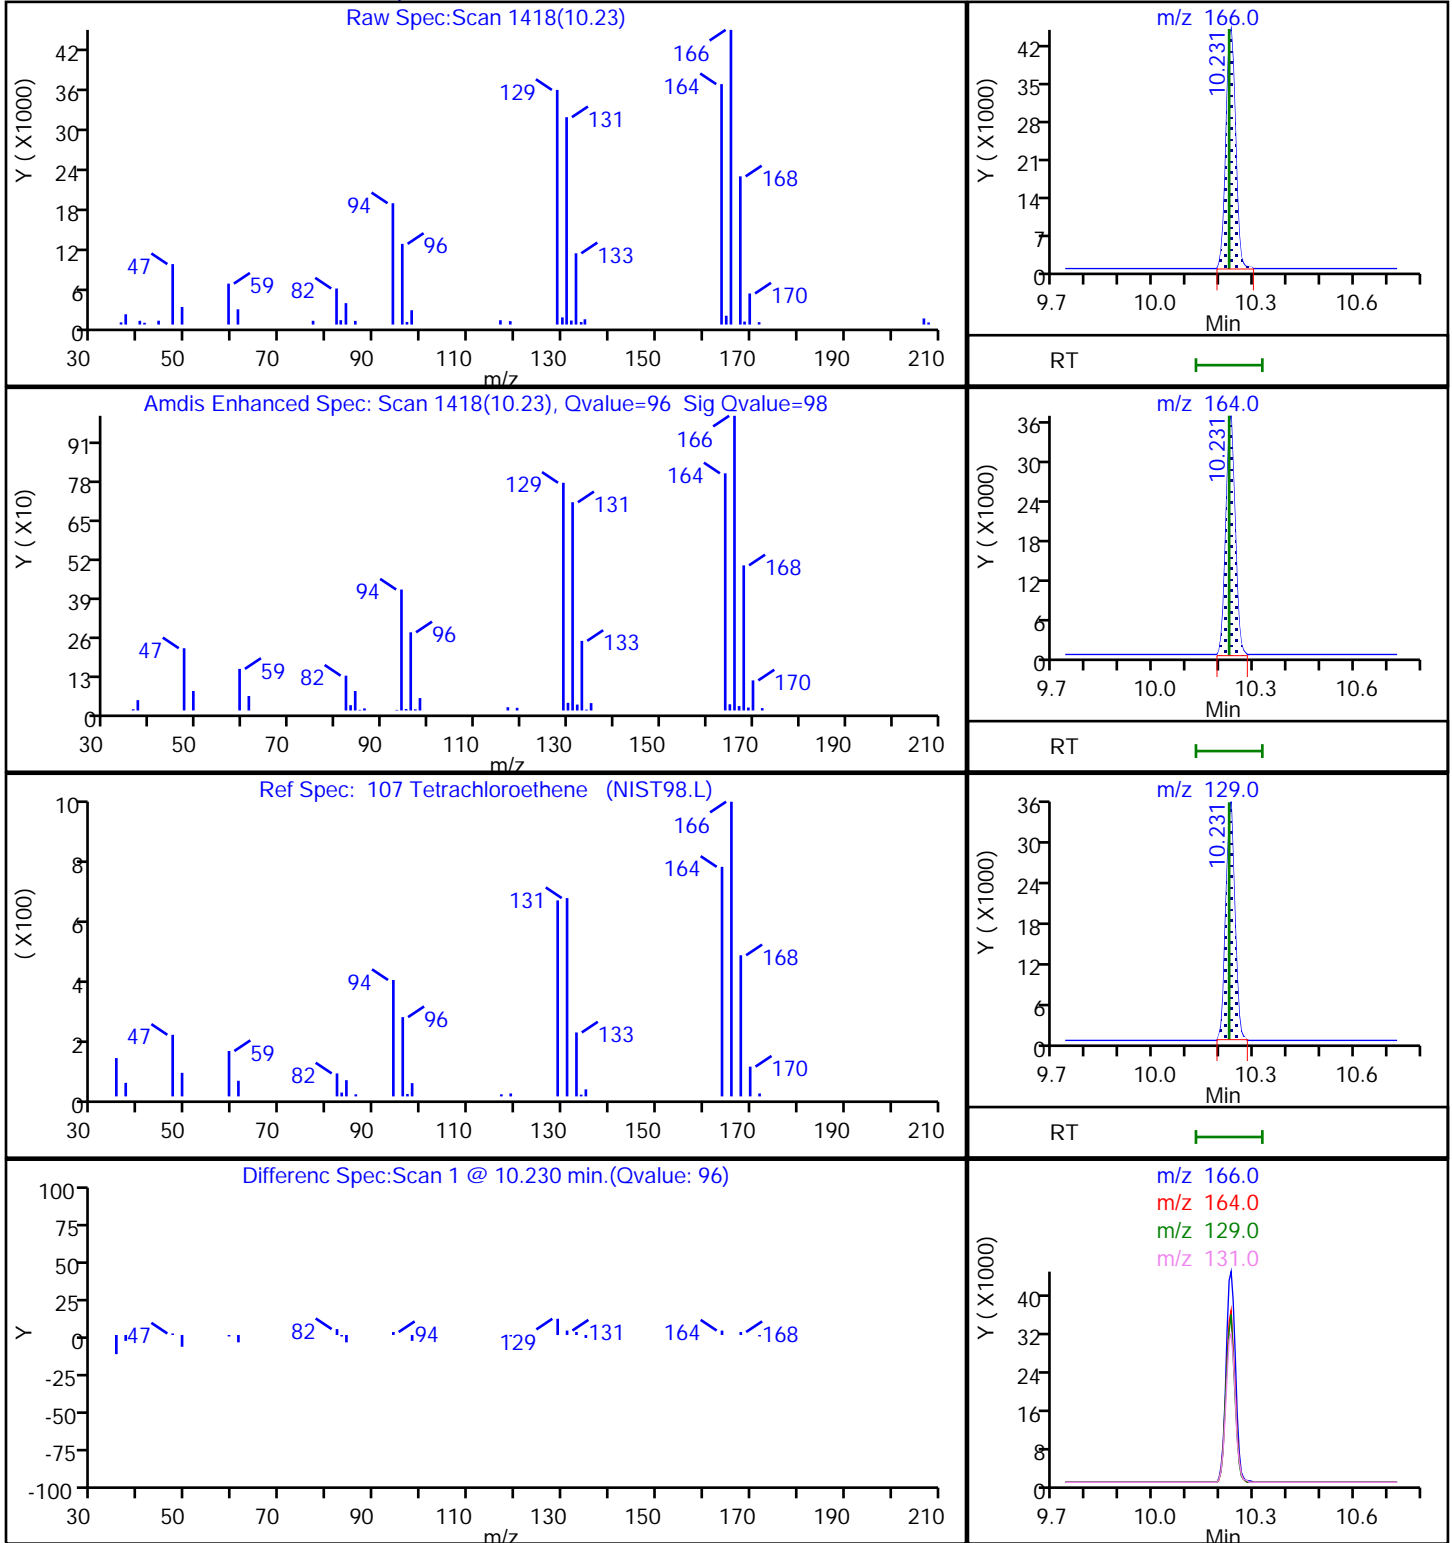 Raw Spec:Scan 1418(10.23)
Y ( X1000)
42
36
30
24
18
12
6
0
166
164
129
131
168
94
96
133
47
59
82
170
30 50 70 90 110 130 150 170 190 210
m/z
m/z 166.0
Y ( X1000)
42
35
28
21
14
7
0
10.231
9.7 10.0 10.3 10.6
Min
RT
Amdis Enhanced Spec: Scan 1418(10.23), Qvalue=96 Sig Qvalue=98
Y ( X10)
91
78
65
52
39
26
13
0
166
164
129
131
168
94
96
133
47
59
82
170
30 50 70 90 110 130 150 170 190 210
m/z
m/z 164.0
Y ( X1000)
36
30
24
18
12
6
0
10.231
9.7 10.0 10.3 10.6
Min
RT
Ref Spec: 107 Tetrachloroethene (NIST98.L)
( X100)
10
8
6
4
2
0
166
164
131
168
94
96
133
47
59
82
170
30 50 70 90 110 130 150 170 190 210
m/z
m/z 129.0
Y ( X1000)
36
30
24
18
12
6
0
10.231
9.7 10.0 10.3 10.6
Min
RT
Differenc Spec:Scan 1 @ 10.230 min.(Qvalue: 96)
Y
100
75
50
25
0
-25
-50
-75
-100
47
82
94
129
131
164
168
30 50 70 90 110 130 150 170 190 210
m/z
m/z 166.0
m/z 164.0
m/z 129.0
m/z 131.0
Y ( X1000)
40
32
24
16
8
0
9.7 10.0 10.3 10.6
Min